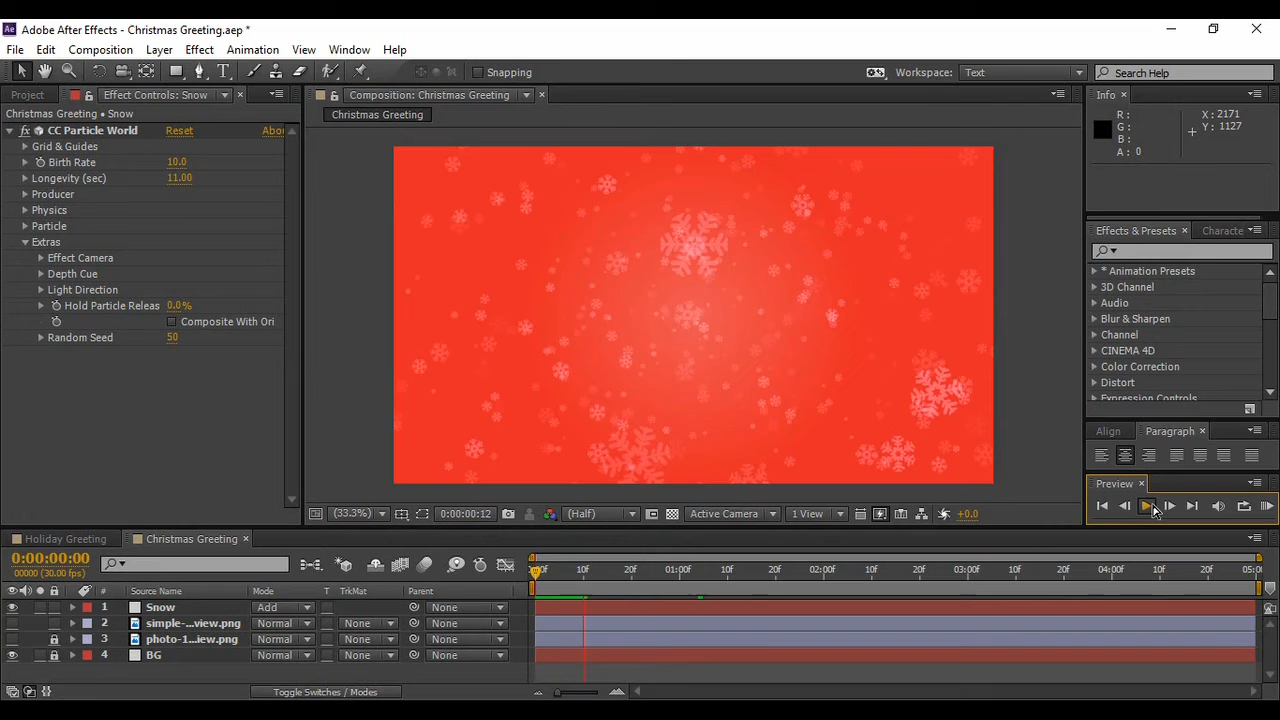 Ae Adobe After Effects - Christmas Greeting.aep *
File Edit Composition Layer Effect Animation View Window Help
Snapping Workspace: Text Search Help
Project Effect Controls: Snow Composition: Christmas Greeting Info
Christmas Greeting • Snow Christmas Greeting R: X: 2171
fx CC Particle World Reset Abou G: Y: 1127
Grid & Guides B:
Birth Rate 10.0 A: 0
Longevity (sec) 11.00
Producer
Physics
Particle Effects & Presets Characte
Extras
Effect Camera * Animation Presets
Depth Cue 3D Channel
Light Direction Audio
Hold Particle Releas 0.0% Blur & Sharpen
Composite With Ori Channel
Random Seed 50 CINEMA 4D
Color Correction
Distort
Expression Controls
Align Paragraph
Preview
(33.3%) 0:00:00:12 (Half) Active Camera 1 View +0.0
Holiday Greeting Christmas Greeting
0:00:00:00 00f 10f 20f 01:00f 10f 20f 02:00f 10f 20f 03:00f 10f 20f 04:00f 10f 20f 05:0
00000 (30.00 fps)
# Source Name Mode T TrkMat Parent
1 Snow Add None
2 simple-...view.png Normal None None
3 photo-1...iew.png Normal None None
4 BG Normal None None
Toggle Switches / Modes